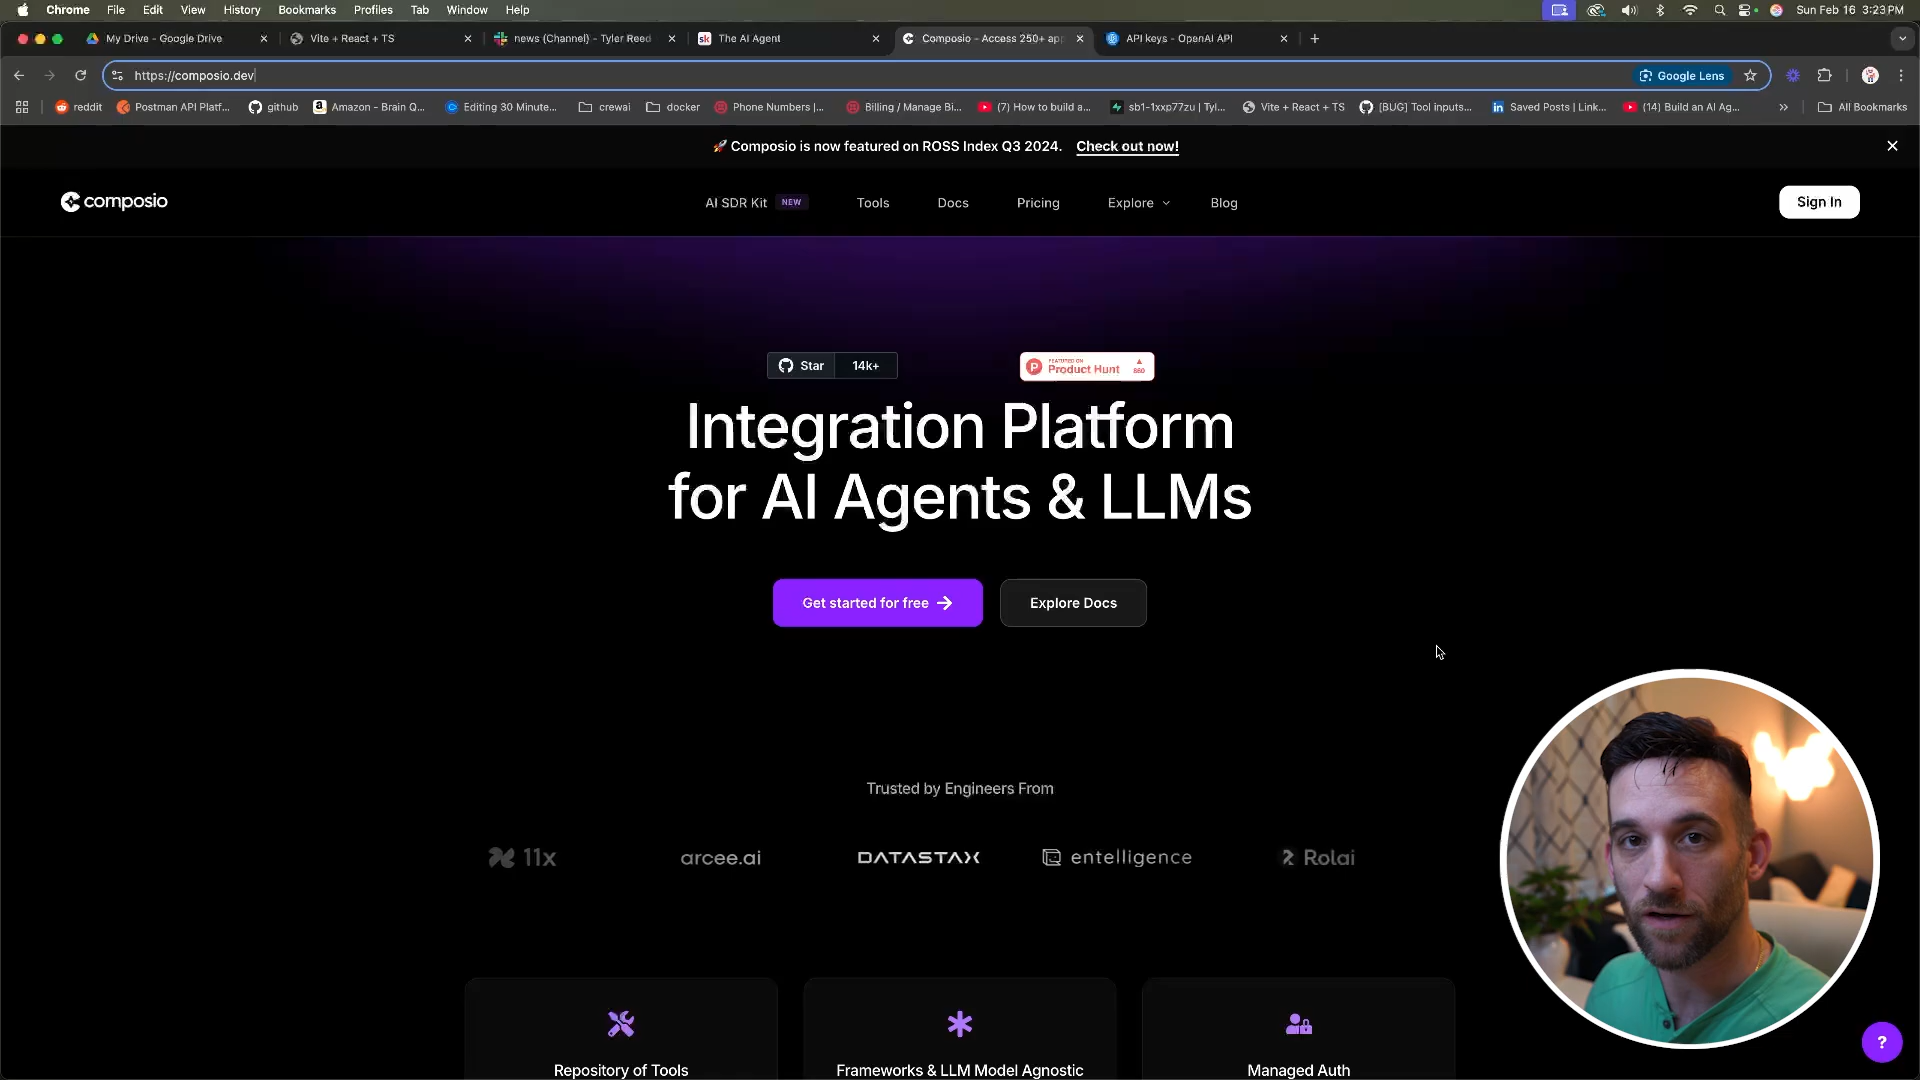 Chrome File Edit View History Bookmarks Profiles Tab Window Help Sun Feb 16 3:23 PM
My Drive - Google Drive Vite + React + TS news (Channel) - Tyler Reed The AI Agent Composio - Access 250+ app API keys - OpenAI API
https://composio.dev Google Lens
reddit Postman API Platf... github Amazon - Brain Q... Editing 30 Minute... crewai docker Phone Numbers |... Billing / Manage Bi... (7) How to build a... sb1-1xxp77zu | Tyl... Vite + React + TS [BUG] Tool inputs... Saved Posts | Link... (14) Build an AI Ag... All Bookmarks
🚀 Composio is now featured on ROSS Index Q3 2024. Check out now!
composio AI SDR Kit NEW Tools Docs Pricing Explore Blog Sign In
Star 14k+ FEATURED ON Product Hunt 860
Integration Platform
for AI Agents & LLMs
Get started for free → Explore Docs
Trusted by Engineers From
11x arcee.ai DATASTAX entelligence Rolai
Repository of Tools Frameworks & LLM Model Agnostic Managed Auth
?